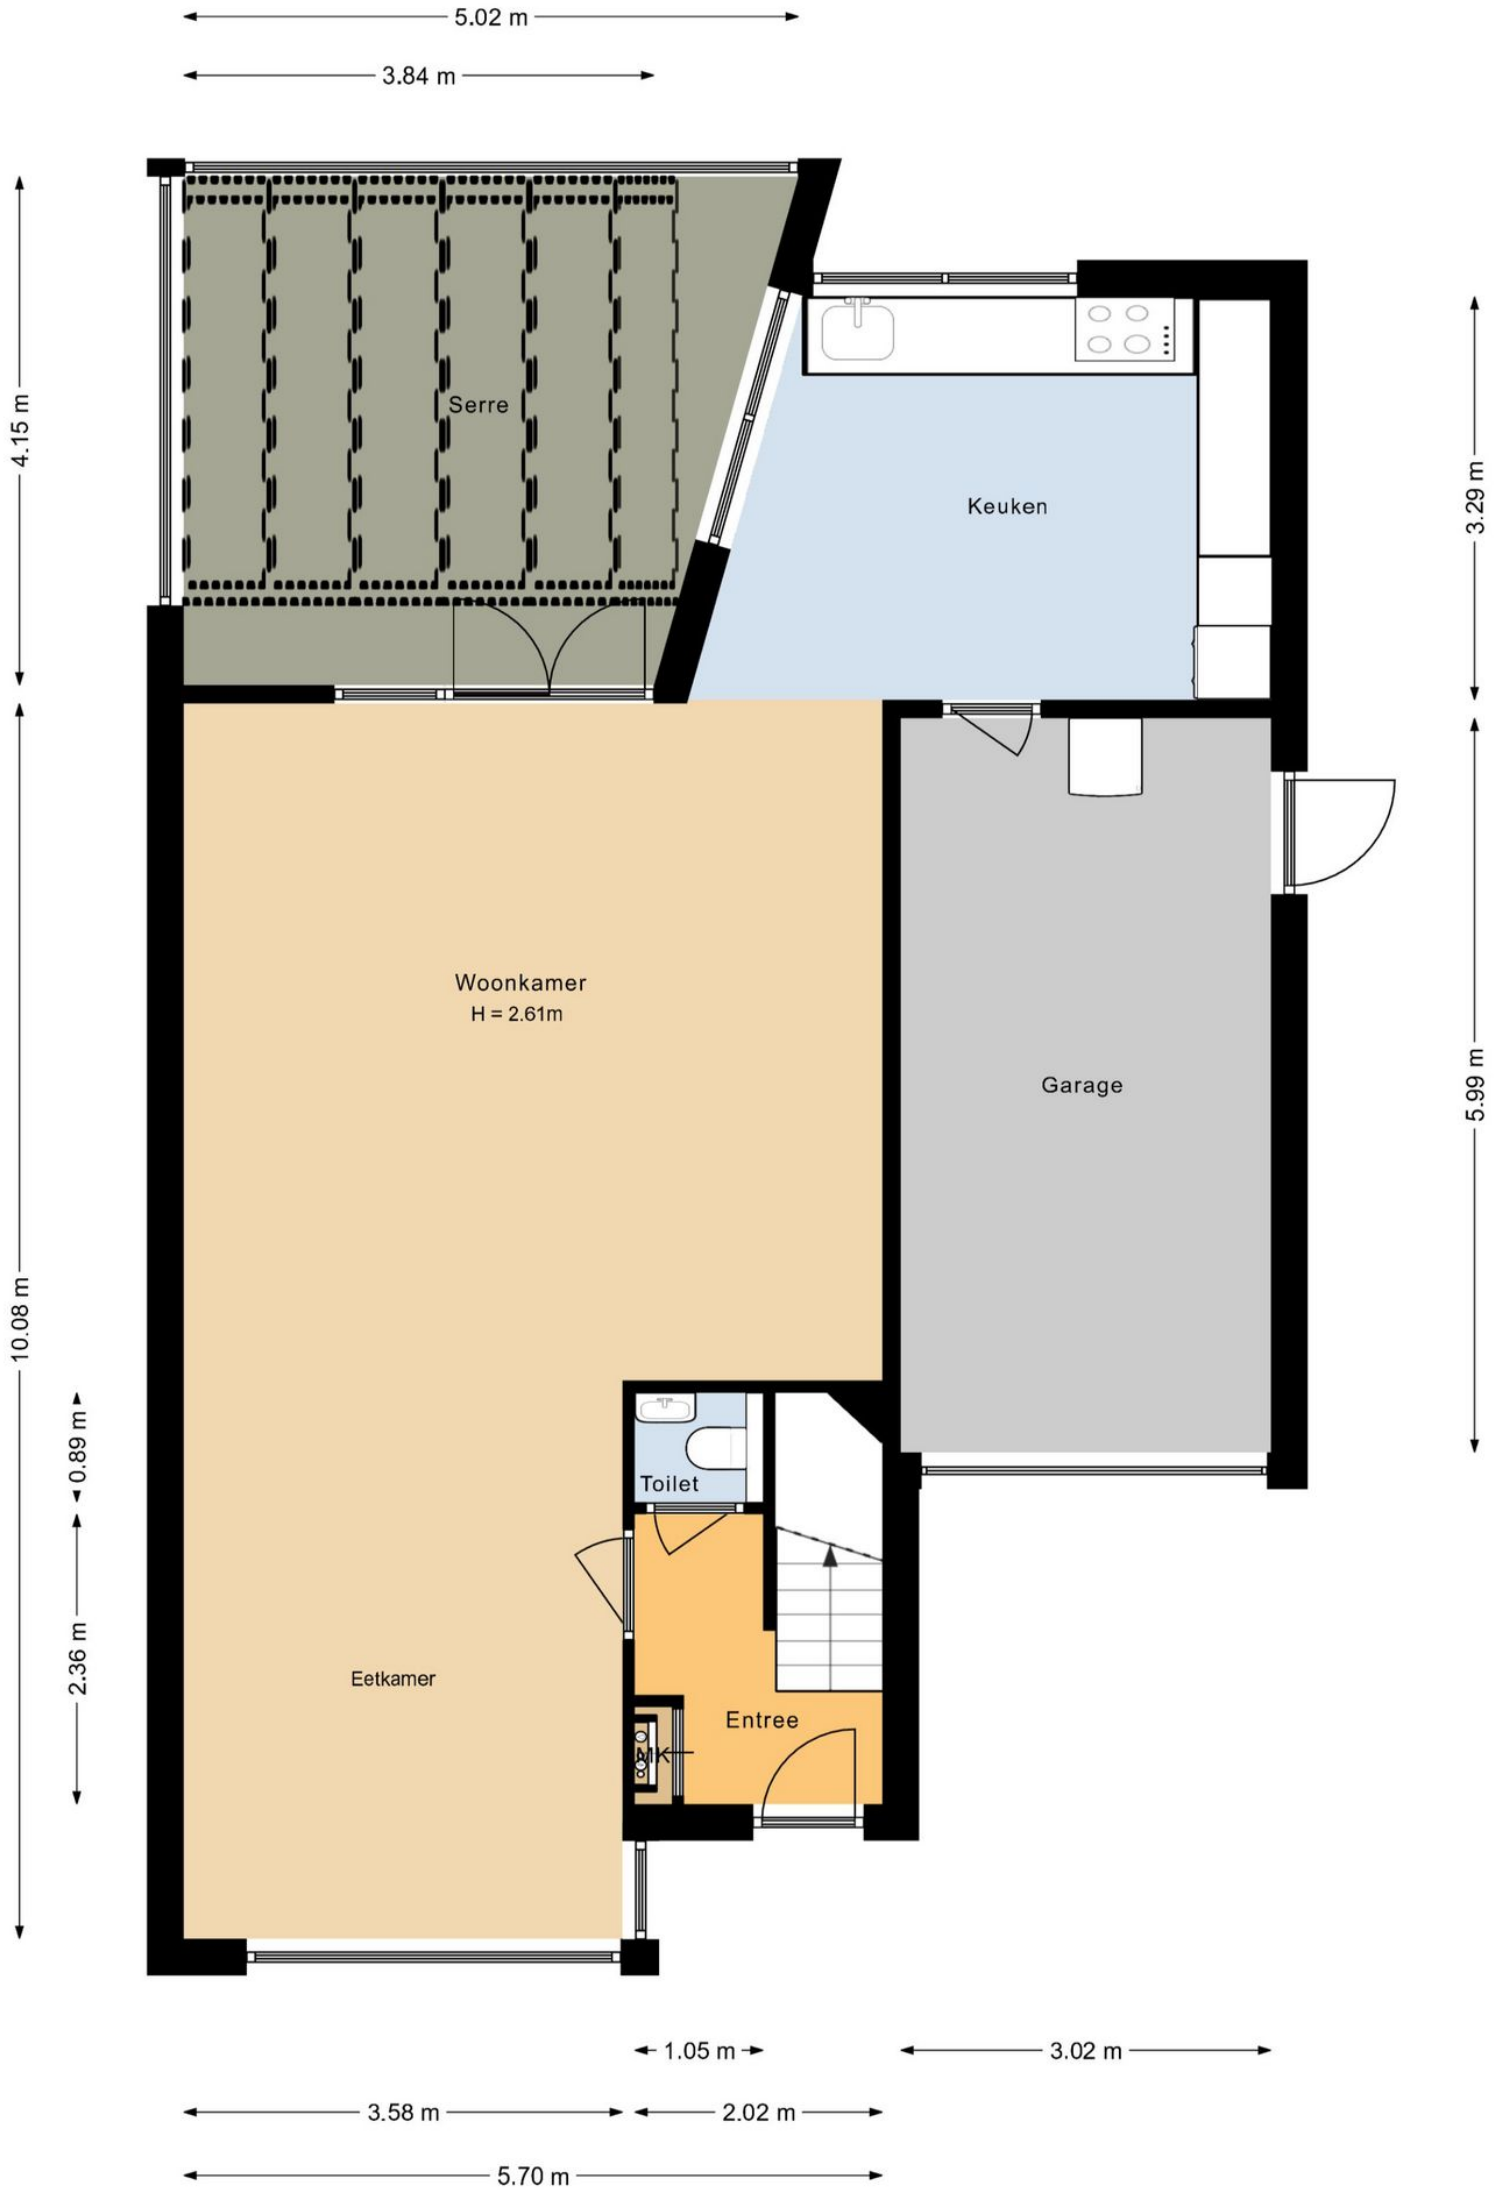 5.02 m
3.84 m
4.15 m
Serre
Keuken
3.29 m
Woonkamer
H = 2.61m
Garage
5.99 m
10.08 m
0.89 m
Toilet
2.36 m
Eetkamer
Entree
MK
1.05 m
3.02 m
3.58 m
2.02 m
5.70 m